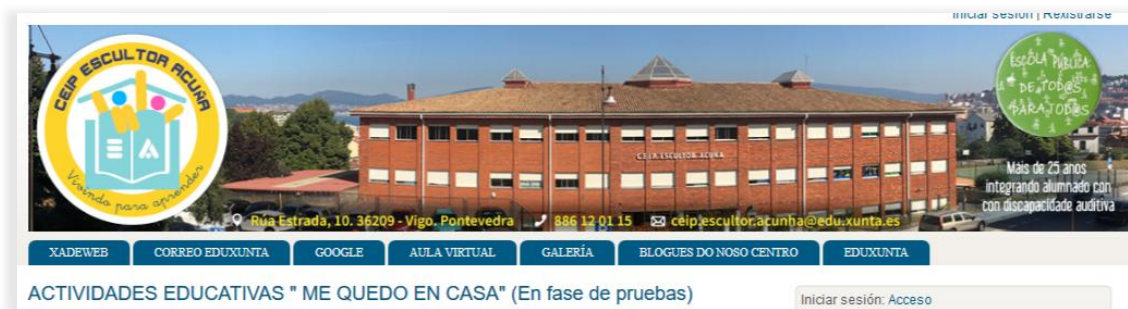 Iniciar sesión | Rexistrarse
CEIP ESCULTOR ACUÑA
E A
Vivindo para aprender
C.E.I.P. ESCULTOR ACUÑA
ESCOLA PÚBLICA
DE TOD@S
PARA TOD@S
Máis de 25 anos
integrando alumnado con
con discapacidade auditiva
Rúa Estrada, 10. 36209 - Vigo. Pontevedra 886 12 01 15 ceip.escultor.acunha@edu.xunta.es
XADEWEB CORREO EDUXUNTA GOOGLE AULA VIRTUAL GALERÍA BLOGUES DO NOSO CENTRO EDUXUNTA
ACTIVIDADES EDUCATIVAS " ME QUEDO EN CASA" (En fase de pruebas)
Iniciar sesión: Acceso